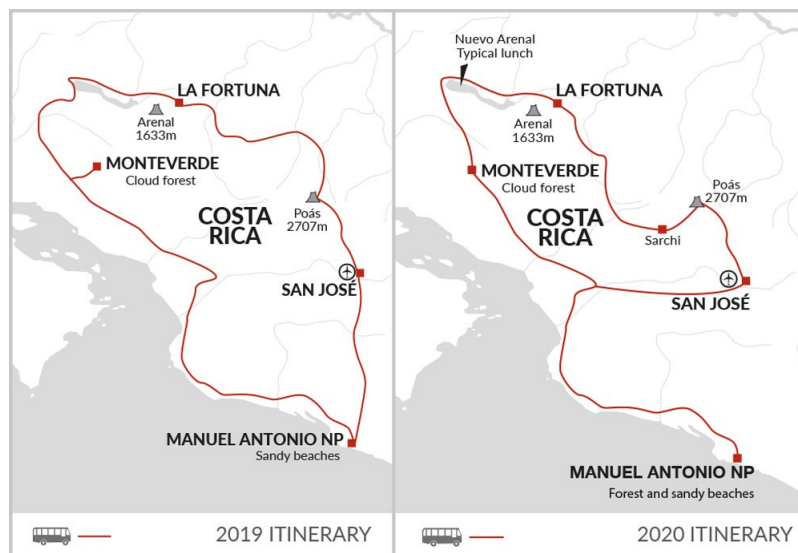 LA FORTUNA
Arenal
1633m
MONTEVERDE
Cloud forest
COSTA
RICA
Poás
2707m
SAN JOSÉ
MANUEL ANTONIO NP
Sandy beaches
2019 ITINERARY
Nuevo Arenal
Typical lunch
LA FORTUNA
Arenal
1633m
MONTEVERDE
Cloud forest
Poás
2707m
COSTA
RICA
Sarchi
SAN JOSÉ
MANUEL ANTONIO NP
Forest and sandy beaches
2020 ITINERARY